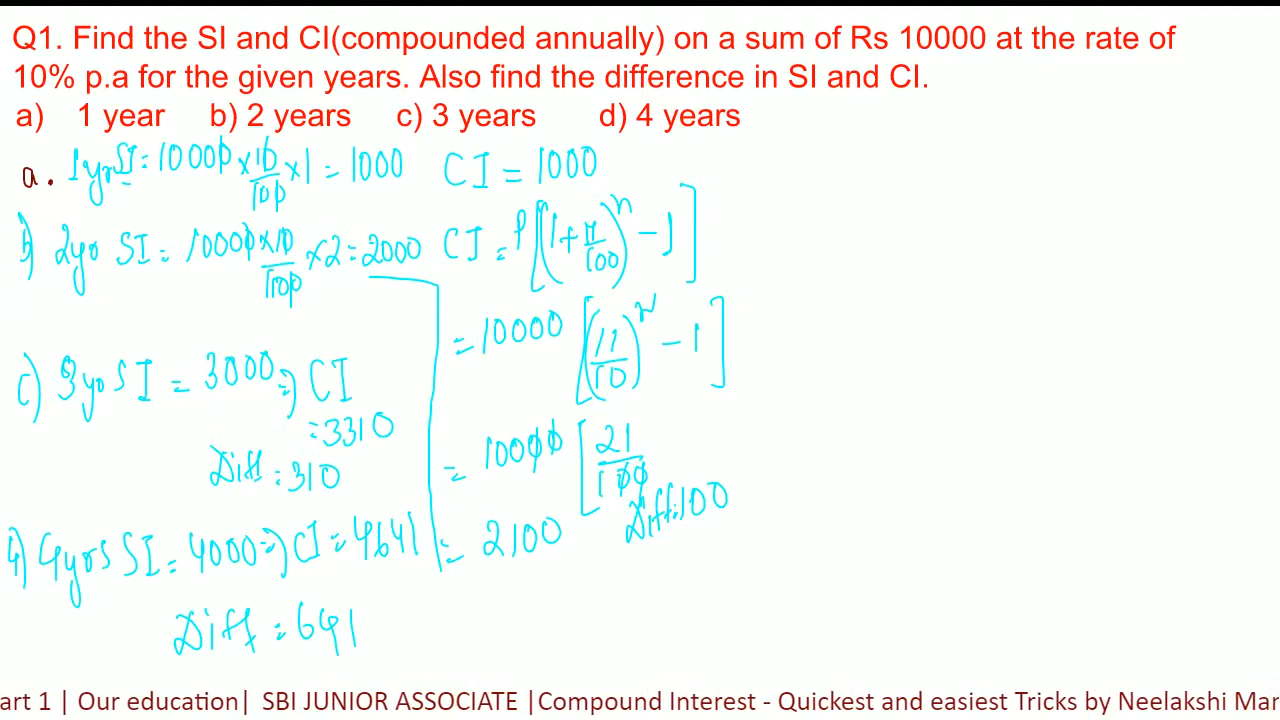 Q1. Find the SI and CI(compounded annually) on a sum of Rs 10000 at the rate of
10% p.a for the given years. Also find the difference in SI and CI.
a) 1 year b) 2 years c) 3 years d) 4 years
a. 1yr SI = 10000 × 10/100 × 1 = 1000 CI = 1000
b) 2yr SI = 10000 × 10/100 × 2 = 2000 CI = P[(1+r/100)^n - 1]
= 10000 [(11/10)^2 - 1]
c) 3yr SI = 3000 => CI
= 3310
Diff = 310
= 10000 [21/100
Diff = 100
d) 4yrs SI = 4000 => CI = 4641
= 2100
Diff = 641
art 1 | Our education| SBI JUNIOR ASSOCIATE |Compound Interest - Quickest and easiest Tricks by Neelakshi Mar